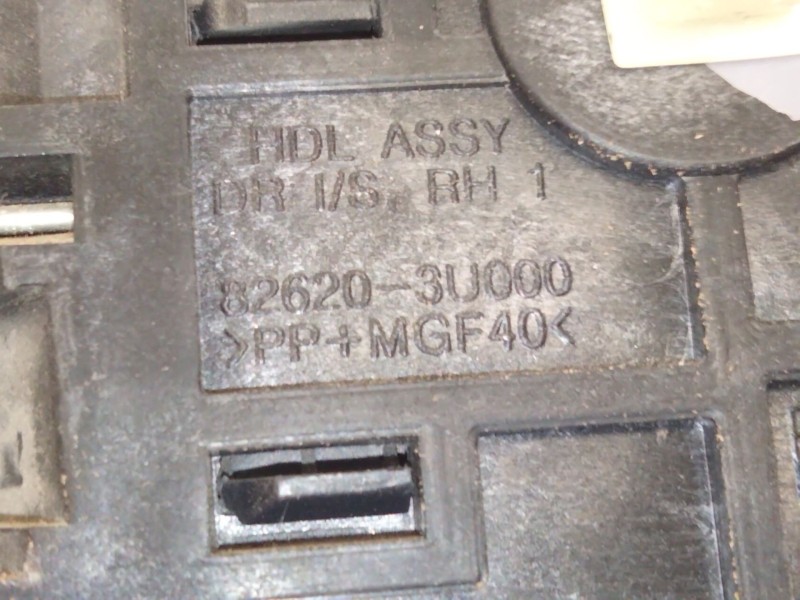 HDL ASSY
DR I/S RH 1
82620-3U000
>PP+MGF40<